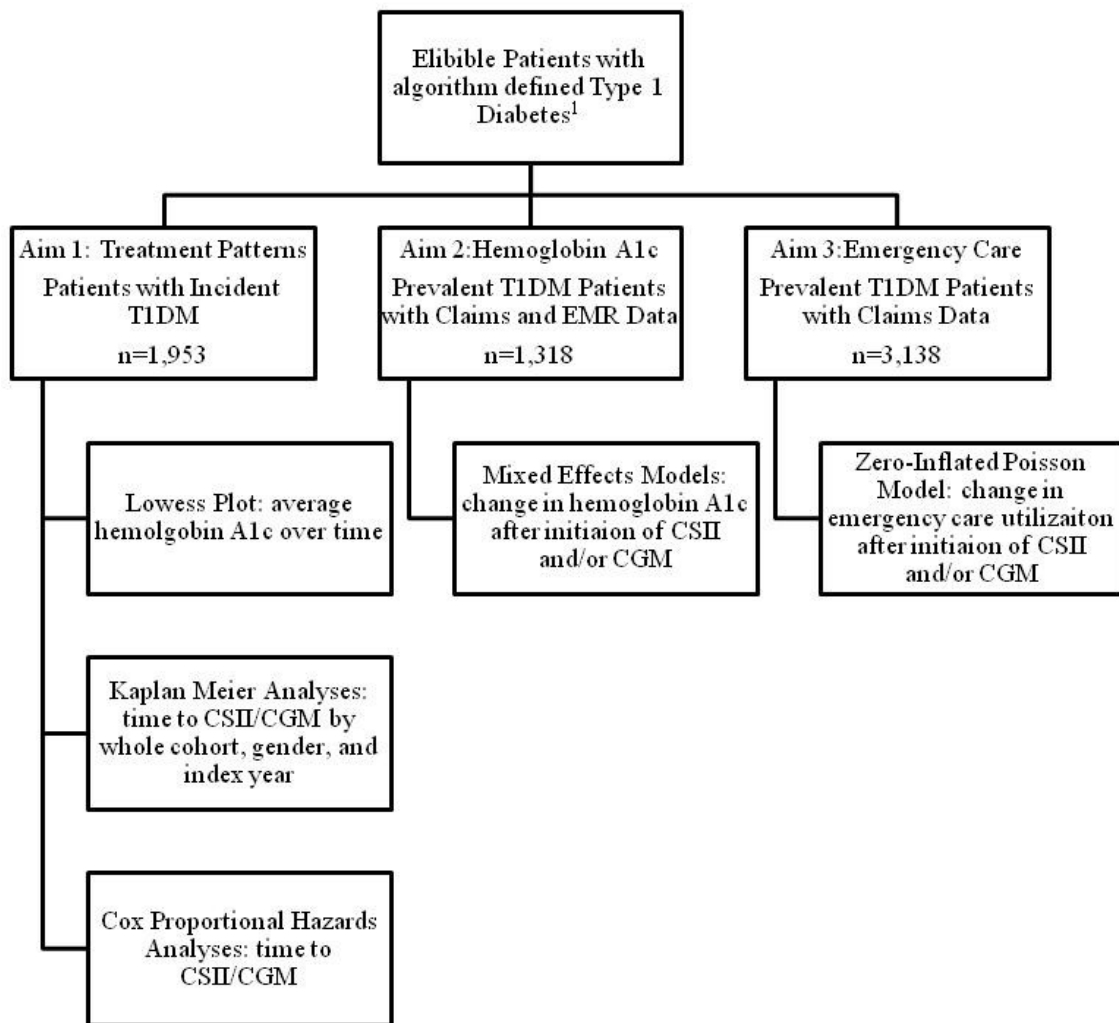 Elibible Patients with
algorithm defined Type 1
Diabetes1
Aim 1: Treatment Patterns
Patients with Incident
T1DM
n=1,953
Aim 2:Hemoglobin A1c
Prevalent T1DM Patients
with Claims and EMR Data
n=1,318
Aim 3:Emergency Care
Prevalent T1DM Patients
with Claims Data
n=3,138
Lowess Plot: average
hemolgobin A1c over time
Mixed Effects Models:
change in hemoglobin A1c
after initiaion of CSII
and/or CGM
Zero-Inflated Poisson
Model: change in
emergency care utilizaiton
after initiaion of CSII
and/or CGM
Kaplan Meier Analyses:
time to CSII/CGM by
whole cohort, gender, and
index year
Cox Proportional Hazards
Analyses: time to
CSII/CGM